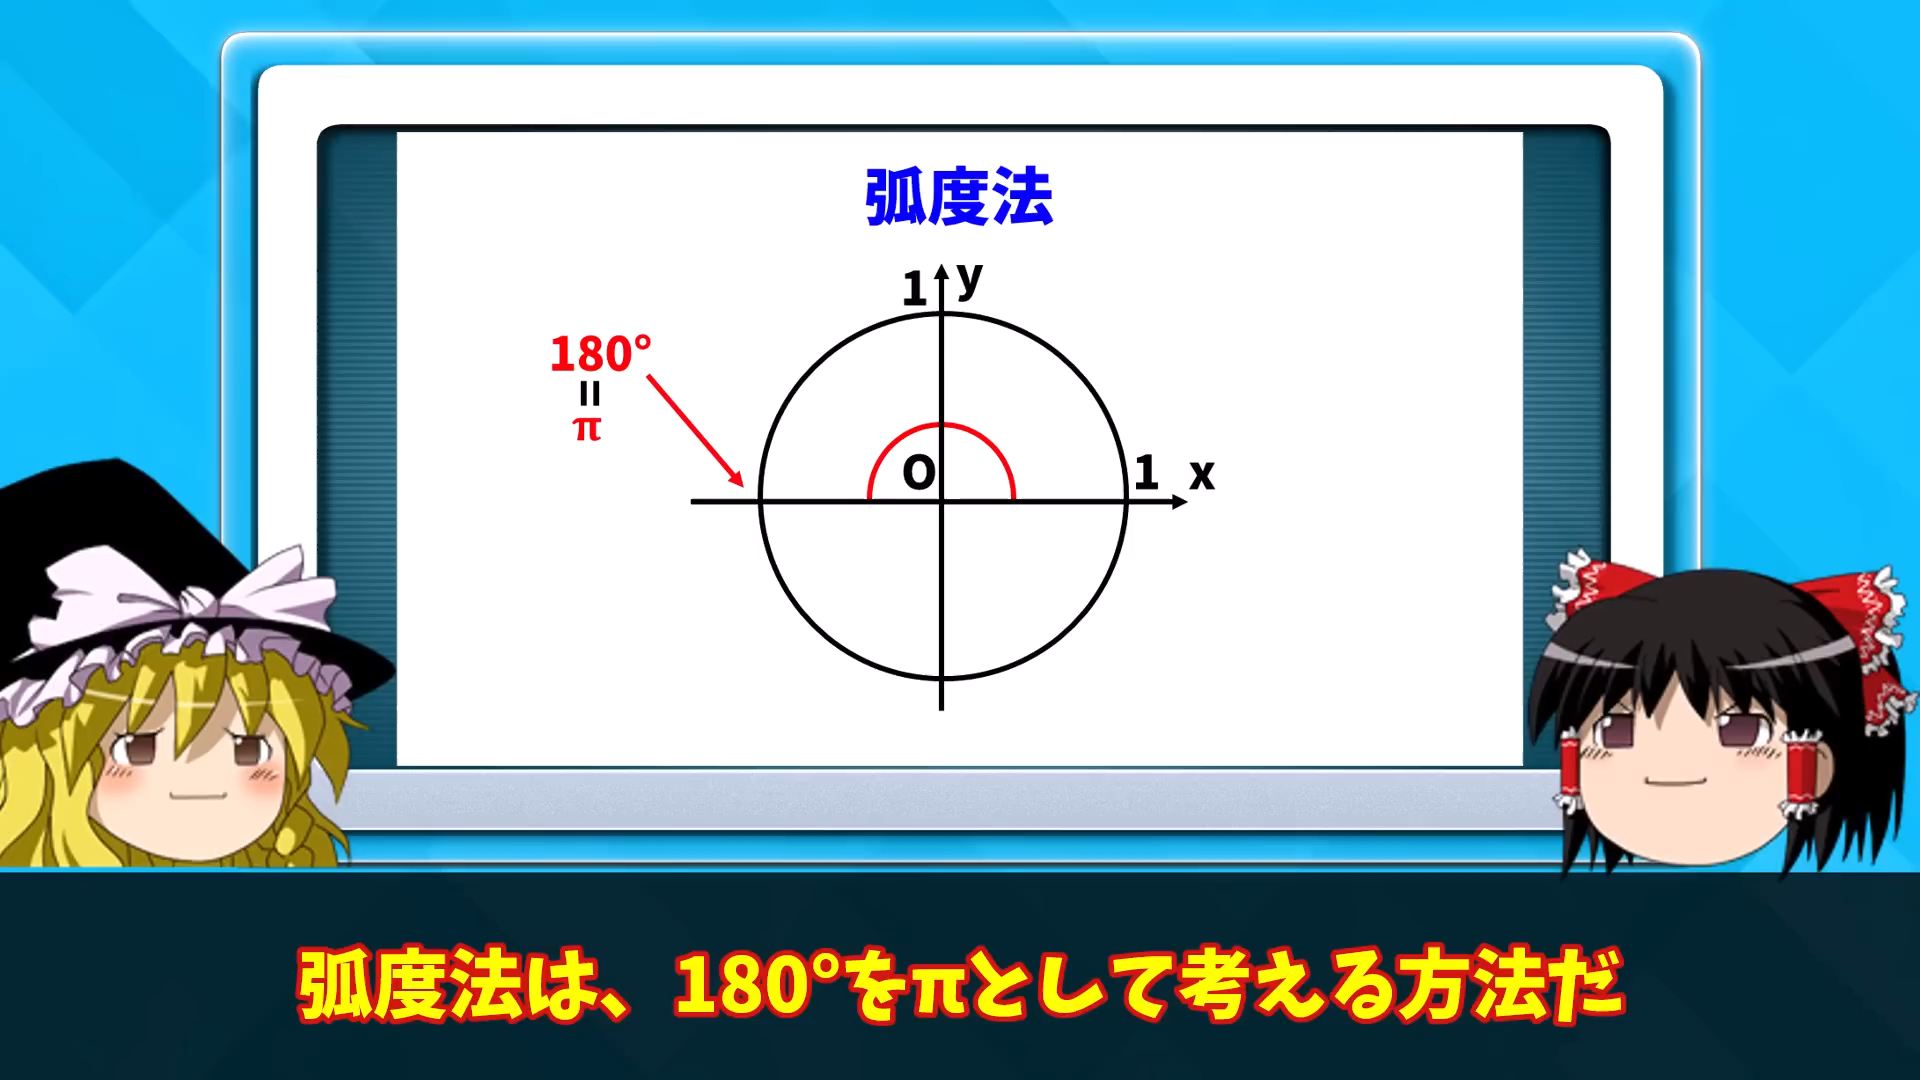 弧度法
1 y
180°
=
π
O
1 x
弧度法は、180°をπとして考える方法だ